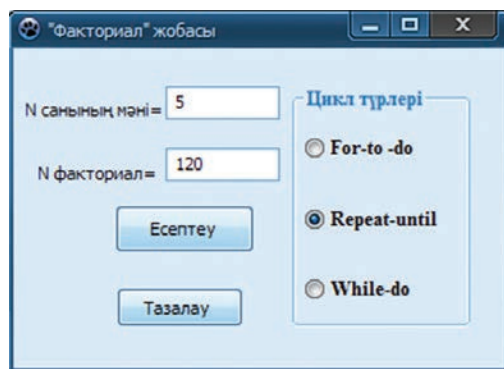 "Факториал" жобасы
N санының мәні=
5
N факториал=
120
Есептеу
Тазалау
Цикл түрлері
For-to -do
Repeat-until
While-do